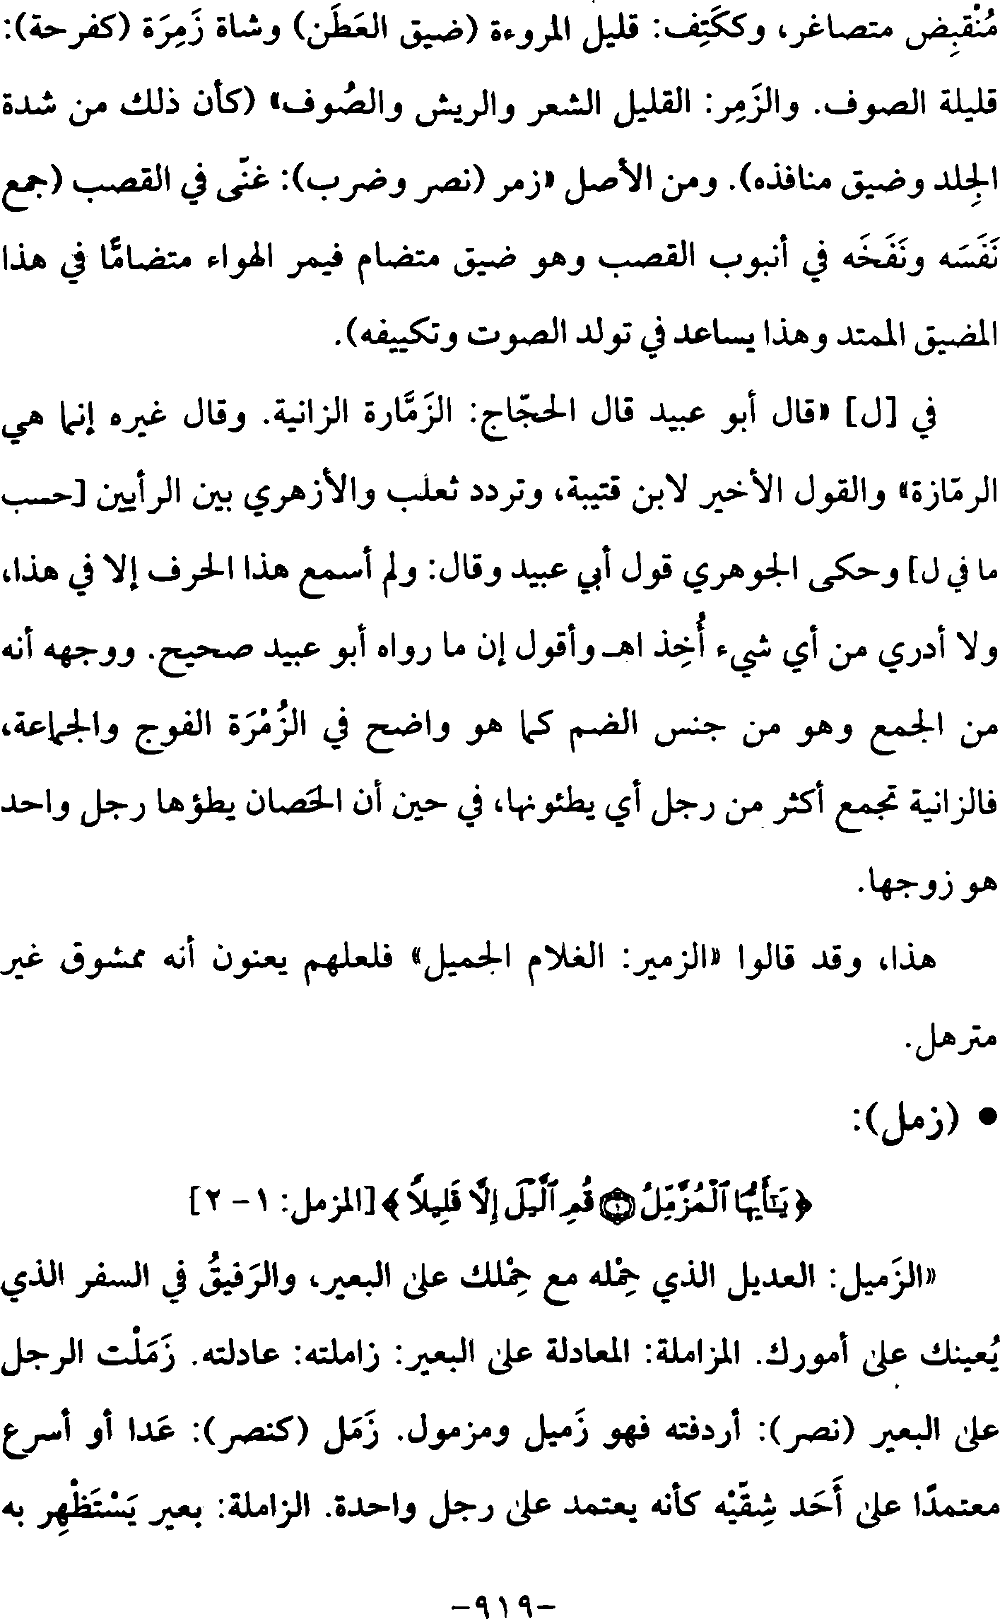 مُنْقبِض متصاغر، وككَتِف: قليل المروءة (ضيق العَطَن) وشاة زَمِرَة (كفرحة):
قليلة الصوف. والزَمِر: القليل الشعر والريش والصُوف» (كأن ذلك من شدة
الجِلد وضيق منافذه). ومن الأصل «زمر (نصر وضرب): غنّى في القصب (جمع
نَفَسَه ونَفَخَه في أنبوب القصب وهو ضيق متضام فيمر الهواء متضامًّا في هذا
المضيق الممتد وهذا يساعد في تولد الصوت وتكييفه).
في [ل] «قال أبو عبيد قال الحجّاج: الزَمَّارة الزانية. وقال غيره إنما هي
الرمّازة» والقول الأخير لابن قتيبة، وتردد ثعلب والأزهري بين الرأيين [حسب
ما في ل] وحكى الجوهري قول أبي عبيد وقال: ولم أسمع هذا الحرف إلا في هذا،
ولا أدري من أي شيء أُخِذ اهـ وأقول إن ما رواه أبو عبيد صحيح. ووجهه أنه
من الجمع وهو من جنس الضم كما هو واضح في الزُمْرَة الفوج والجماعة،
فالزانية تجمع أكثر من رجل أي يطئونها، في حين أن الحَصان يطؤها رجل واحد
هو زوجها.
هذا، وقد قالوا «الزمير: الغلام الجميل» فلعلهم يعنون أنه ممشوق غير
مترهل.
• (زمل):
﴿يَٰٓأَيُّهَا ٱلْمُزَّمِّلُ ۝١ قُمِ ٱلَّيْلَ إِلَّا قَلِيلًا﴾ [المزمل: ١ - ٢]
«الزَميل: العديل الذي حِمْله مع حِمْلك على البعير، والرَفيقُ في السفر الذي
يُعينك على أمورك. المزاملة: المعادلة على البعير: زاملته: عادلته. زَمَلْت الرجل
على البعير (نصر): أردفته فهو زَميل ومزمول. زَمَل (كنصر): عَدا أو أسرع
معتمدًا على أَحَد شِقَّيْه كأنه يعتمد على رجل واحدة. الزاملة: بعير يَسْتَظْهِر به
-٩١٩-